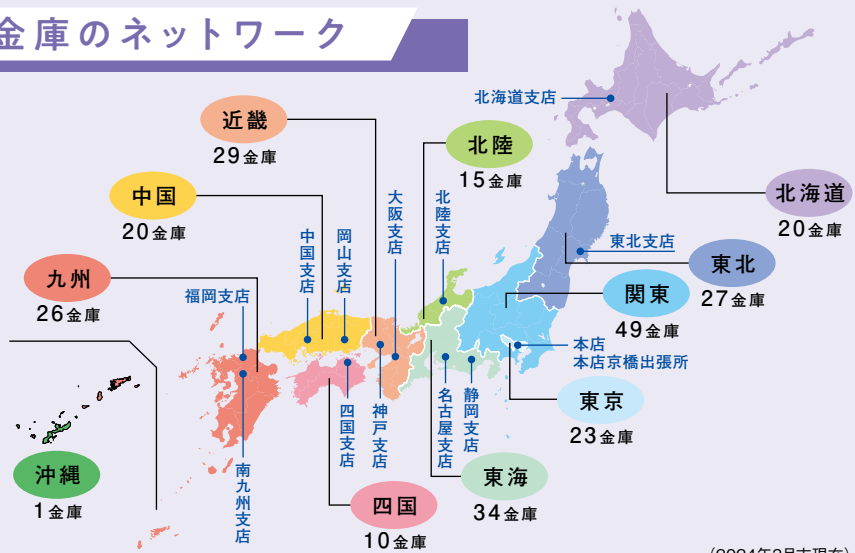 金庫のネットワーク
北海道支店
近畿
29金庫
北陸
15金庫
中国
20金庫
北海道
20金庫
大阪支店
北陸支店
中国支店
岡山支店
東北支店
東北
27金庫
九州
26金庫
福岡支店
関東
49金庫
本店
本店京橋出張所
東京
23金庫
四国支店
神戸支店
名古屋支店
静岡支店
沖縄
1金庫
南九州支店
東海
34金庫
四国
10金庫